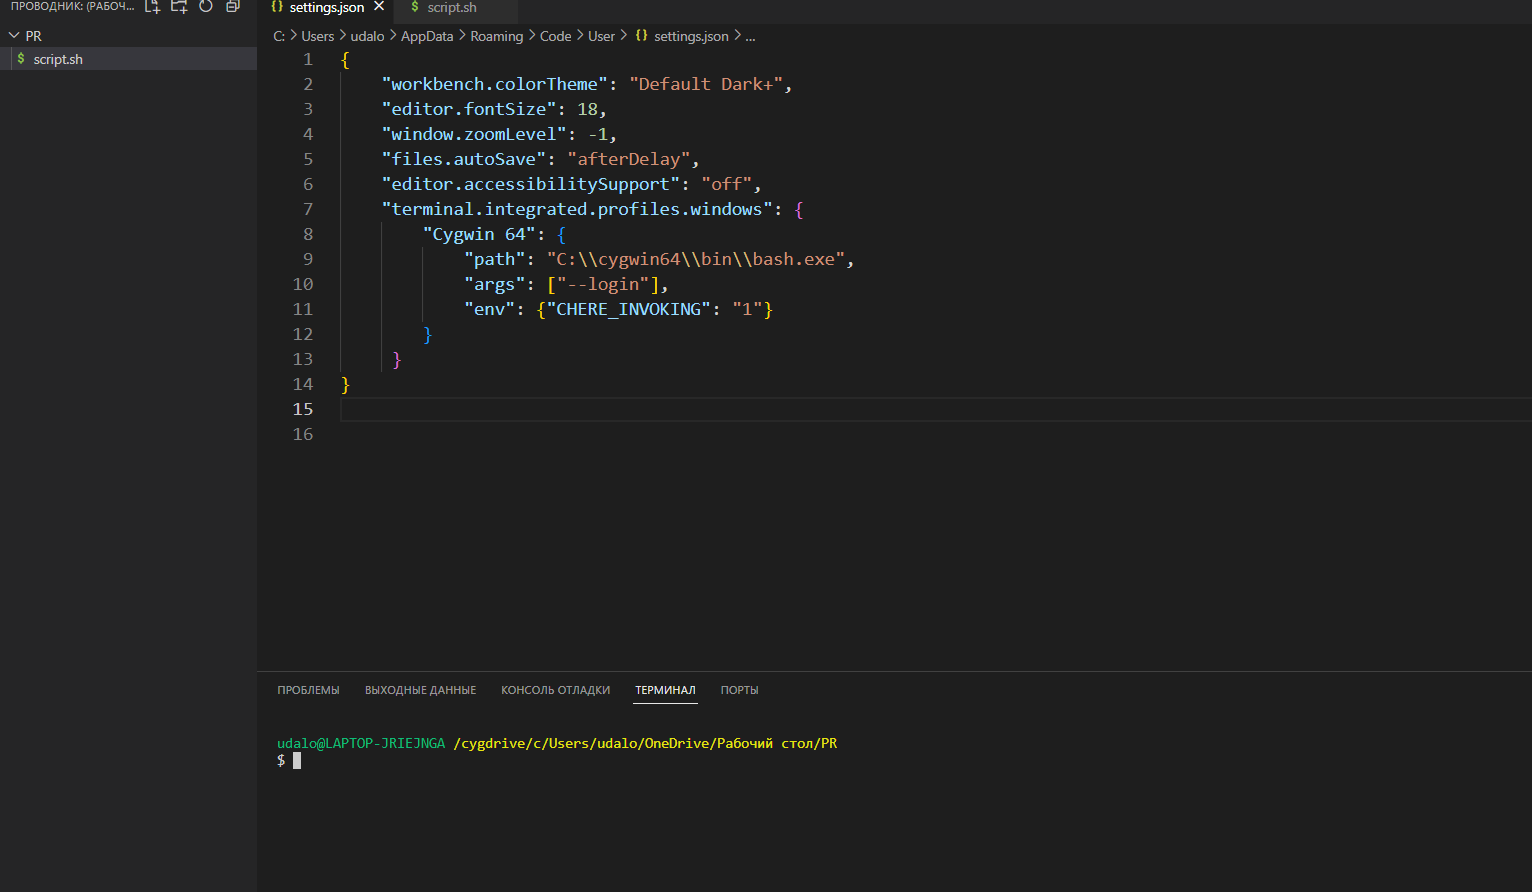 ПРОВОДНИК: (РАБОЧ...
PR
$ script.sh
{} settings.json ×
$ script.sh
C: > Users > udalo > AppData > Roaming > Code > User > {} settings.json > ...
1 {
2     "workbench.colorTheme": "Default Dark+",
3     "editor.fontSize": 18,
4     "window.zoomLevel": -1,
5     "files.autoSave": "afterDelay",
6     "editor.accessibilitySupport": "off",
7     "terminal.integrated.profiles.windows": {
8         "Cygwin 64": {
9             "path": "C:\\cygwin64\\bin\\bash.exe",
10             "args": ["--login"],
11             "env": {"CHERE_INVOKING": "1"}
12         }
13      }
14 }
15
16
ПРОБЛЕМЫ ВЫХОДНЫЕ ДАННЫЕ КОНСОЛЬ ОТЛАДКИ ТЕРМИНАЛ ПОРТЫ
udalo@LAPTOP-JRIEJNGA /cygdrive/c/Users/udalo/OneDrive/Рабочий стол/PR
$